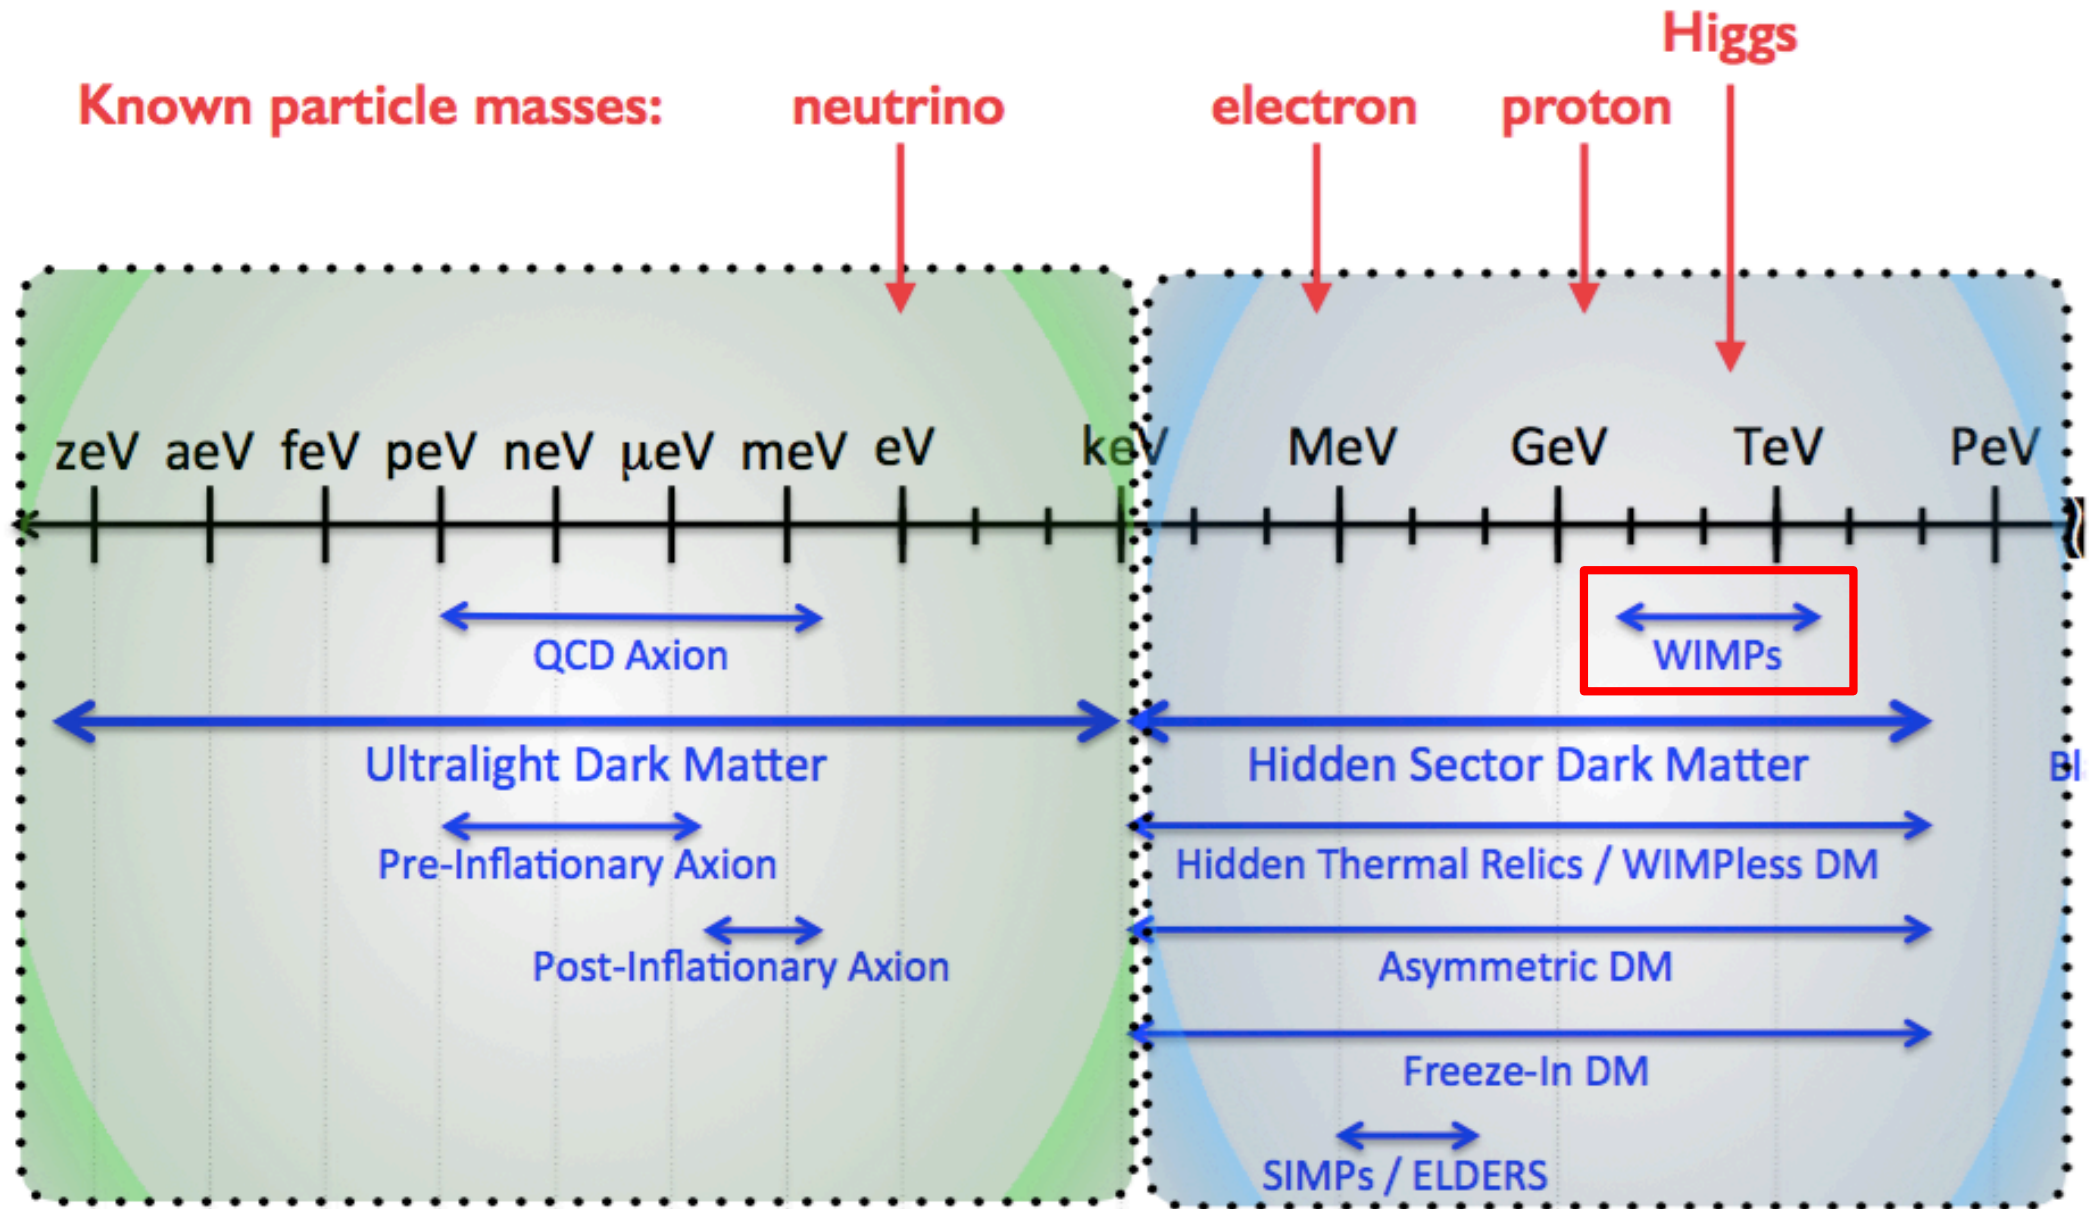 Higgs
Known particle masses: neutrino electron proton
zeV aeV feV peV neV μeV meV eV keV MeV GeV TeV PeV
QCD Axion WIMPs
Ultralight Dark Matter Hidden Sector Dark Matter Bl
Pre-Inflationary Axion Hidden Thermal Relics / WIMPless DM
Post-Inflationary Axion Asymmetric DM
Freeze-In DM
SIMPs / ELDERS